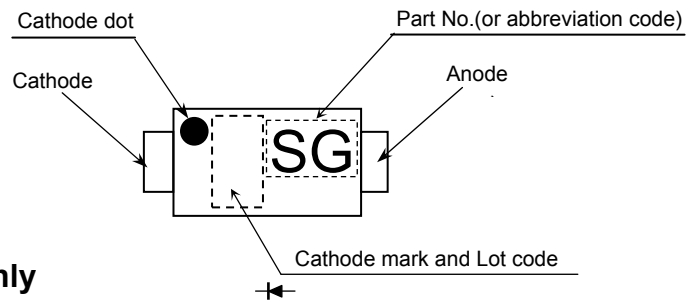 Cathode dot
Part No.(or abbreviation code)
Cathode
Anode
SG
Cathode mark and Lot code